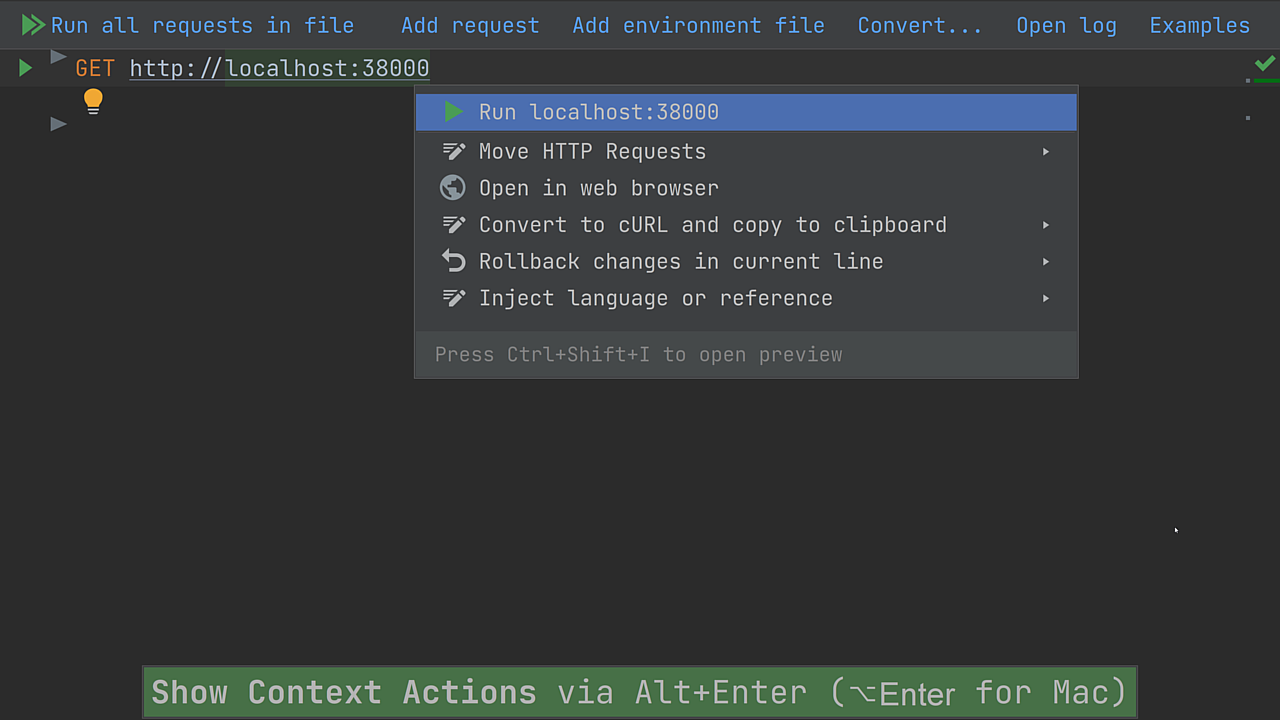 Run all requests in file Add request Add environment file Convert... Open log Examples
GET http://localhost:38000
Run localhost:38000
Move HTTP Requests
Open in web browser
Convert to cURL and copy to clipboard
Rollback changes in current line
Inject language or reference
Press Ctrl+Shift+I to open preview
Show Context Actions via Alt+Enter (⌥Enter for Mac)